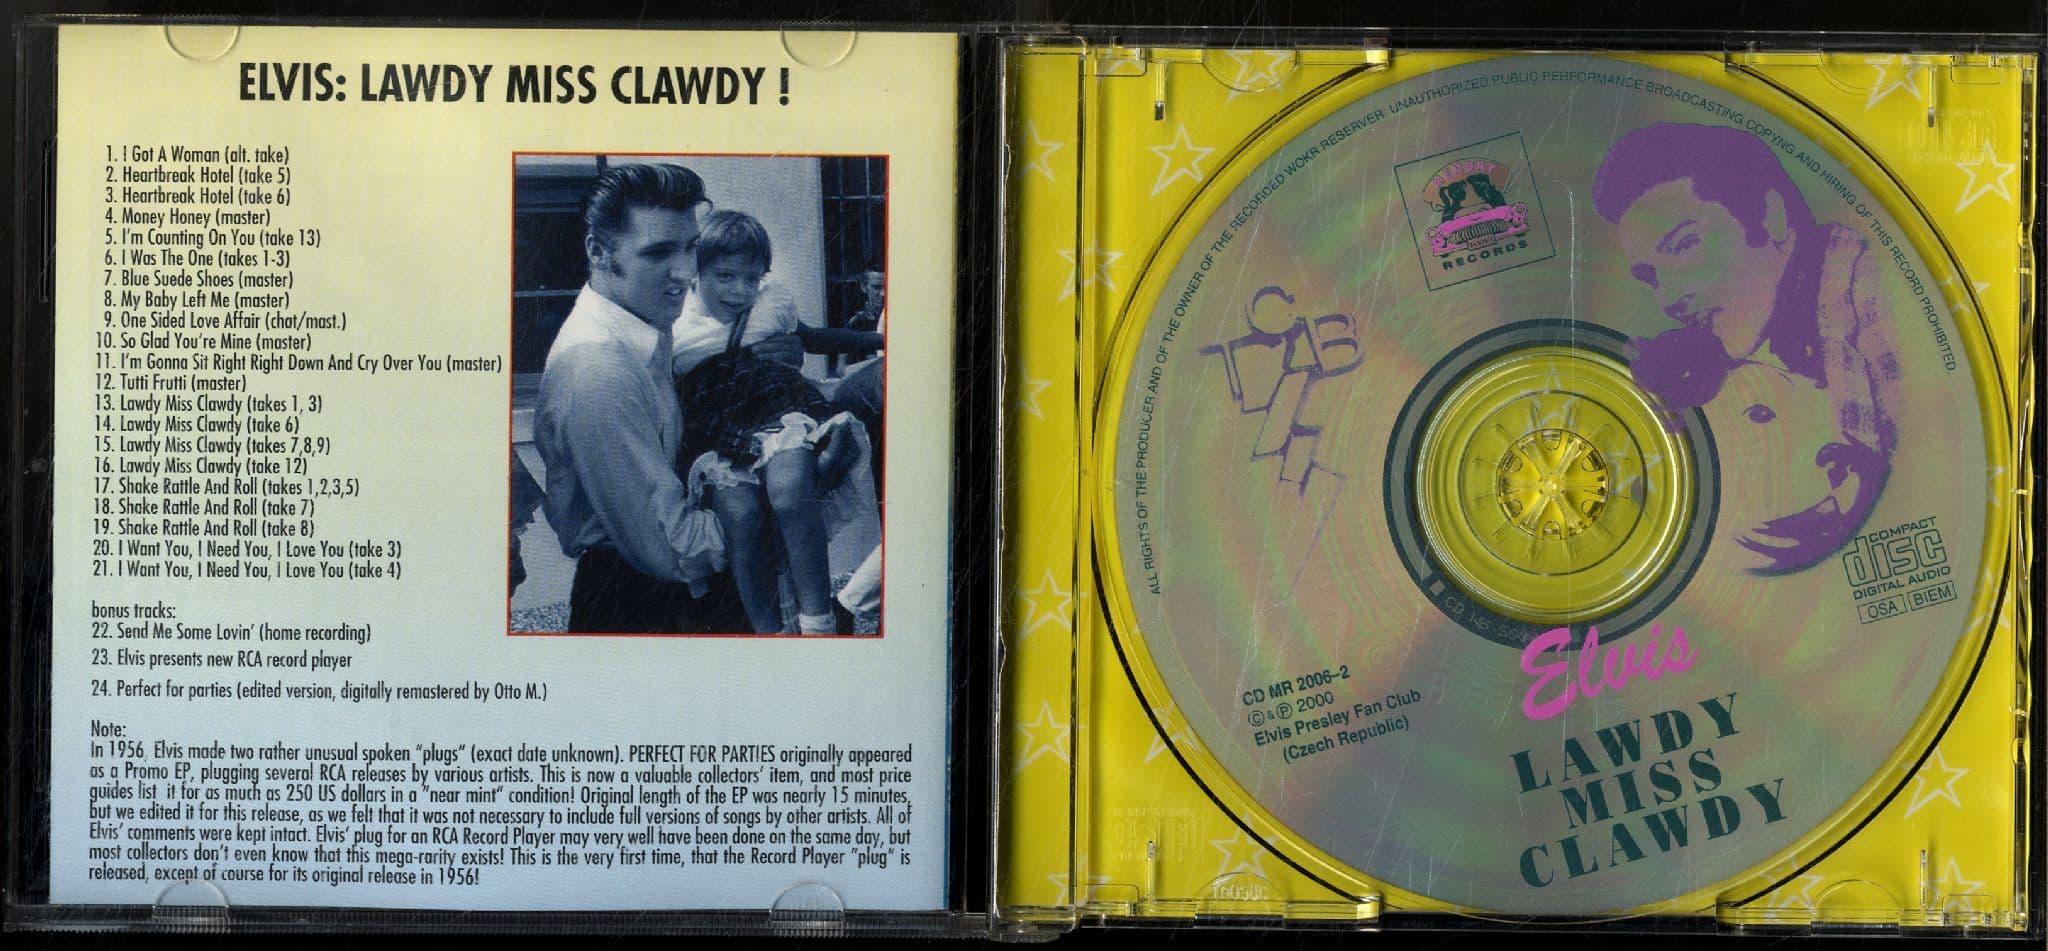 ELVIS: LAWDY MISS CLAWDY !
1. I Got A Woman (alt. take)
2. Heartbreak Hotel (take 5)
3. Heartbreak Hotel (take 6)
4. Money Honey (master)
5. I'm Counting On You (take 13)
6. I Was The One (takes 1-3)
7. Blue Suede Shoes (master)
8. My Baby Left Me (master)
9. One Sided Love Affair (chat/mast.)
10. So Glad You're Mine (master)
11. I'm Gonna Sit Right Right Down And Cry Over You (master)
12. Tutti Frutti (master)
13. Lawdy Miss Clawdy (takes 1, 3)
14. Lawdy Miss Clawdy (take 6)
15. Lawdy Miss Clawdy (takes 7,8,9)
16. Lawdy Miss Clawdy (take 12)
17. Shake Rattle And Roll (takes 1,2,3,5)
18. Shake Rattle And Roll (take 7)
19. Shake Rattle And Roll (take 8)
20. I Want You, I Need You, I Love You (take 3)
21. I Want You, I Need You, I Love You (take 4)
bonus tracks:
22. Send Me Some Lovin' (home recording)
23. Elvis presents new RCA record player
24. Perfect for parties (edited version, digitally remastered by Otto M.)
Note:
In 1956, Elvis made two rather unusual spoken "plugs" (exact date unknown). PERFECT FOR PARTIES originally appeared
as a Promo EP, plugging several RCA releases by various artists. This is now a valuable collectors' item, and most price
guides list it for as much as 250 US dollars in a "near mint" condition! Original length of the EP was nearly 15 minutes,
but we edited it for this release, as we felt that it was not necessary to include full versions of songs by other artists. All of
Elvis' comments were kept intact. Elvis' plug for an RCA Record Player may very well have been done on the same day, but
most collectors don't even know that this mega-rarity exists! This is the very first time, that the Record Player "plug" is
released, except of course for its original release in 1956!
ALL RIGHTS OF THE PRODUCER AND OF THE OWNER OF THE RECORDED WOKR RESERVER. UNAUTHORIZED PUBLIC PERFORMANCE BROADCASTING COPYNG AND HIRING OF THIS RECORD PROHIBITED.
MEMORY
ELVIS
RECORDS
TCB
COMPACT
disc
DIGITAL AUDIO
OSA BIEM
CD MR 2006-2
© & ℗ 2000
Elvis Presley Fan Club
(Czech Republic)
Elvis
LAWDY
MISS
CLAWDY